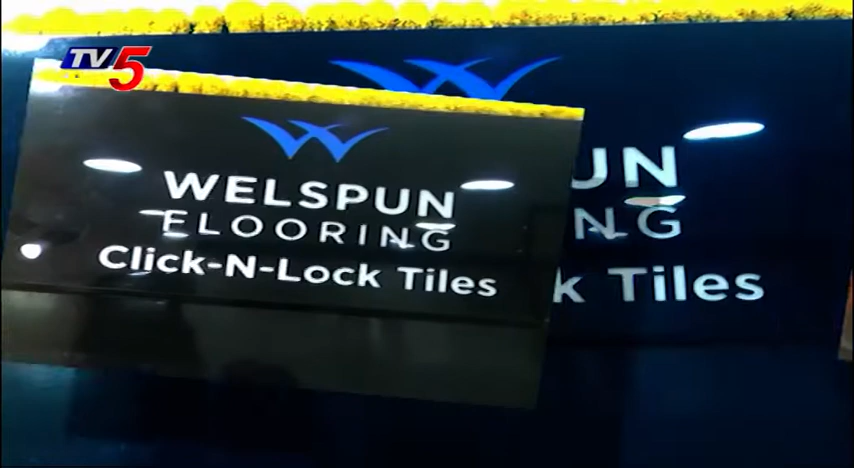 TV5
WELSPUN
FLOORING
Click-N-Lock Tiles
UN
NG
k Tiles